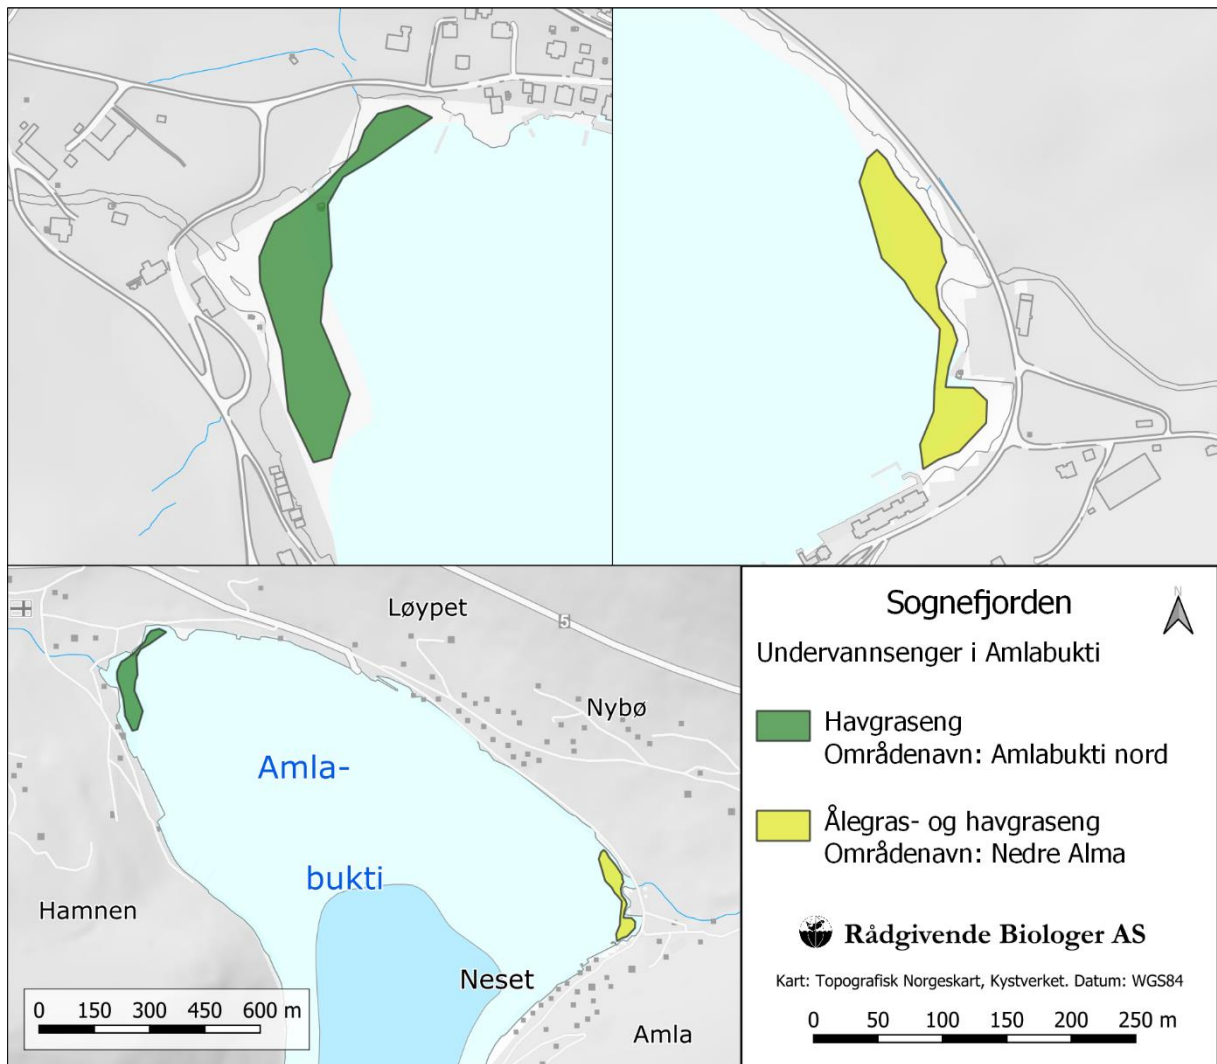 Løypet
5
Nybø
Amla-
bukti
Hamnen
Neset
Amla
0 150 300 450 600 m
Sognefjorden
N
Undervannsenger i Amlabukti
Havgraseng
Områdenavn: Amlabukti nord
Ålegras- og havgraseng
Områdenavn: Nedre Alma
Rådgivende Biologer AS
Kart: Topografisk Norgeskart, Kystverket. Datum: WGS84
0 50 100 150 200 250 m